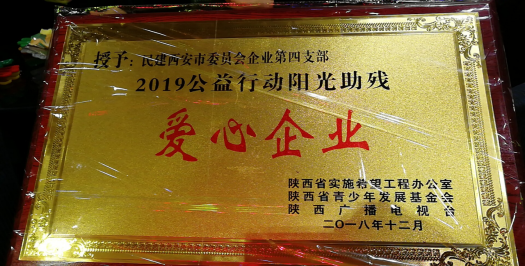 授予：民建西安市委员会企业第四支部
2019公益行动阳光助残
爱心企业
陕西省实施希望工程办公室
陕西省青少年发展基金会
陕西广播电视台
二〇一八年十二月